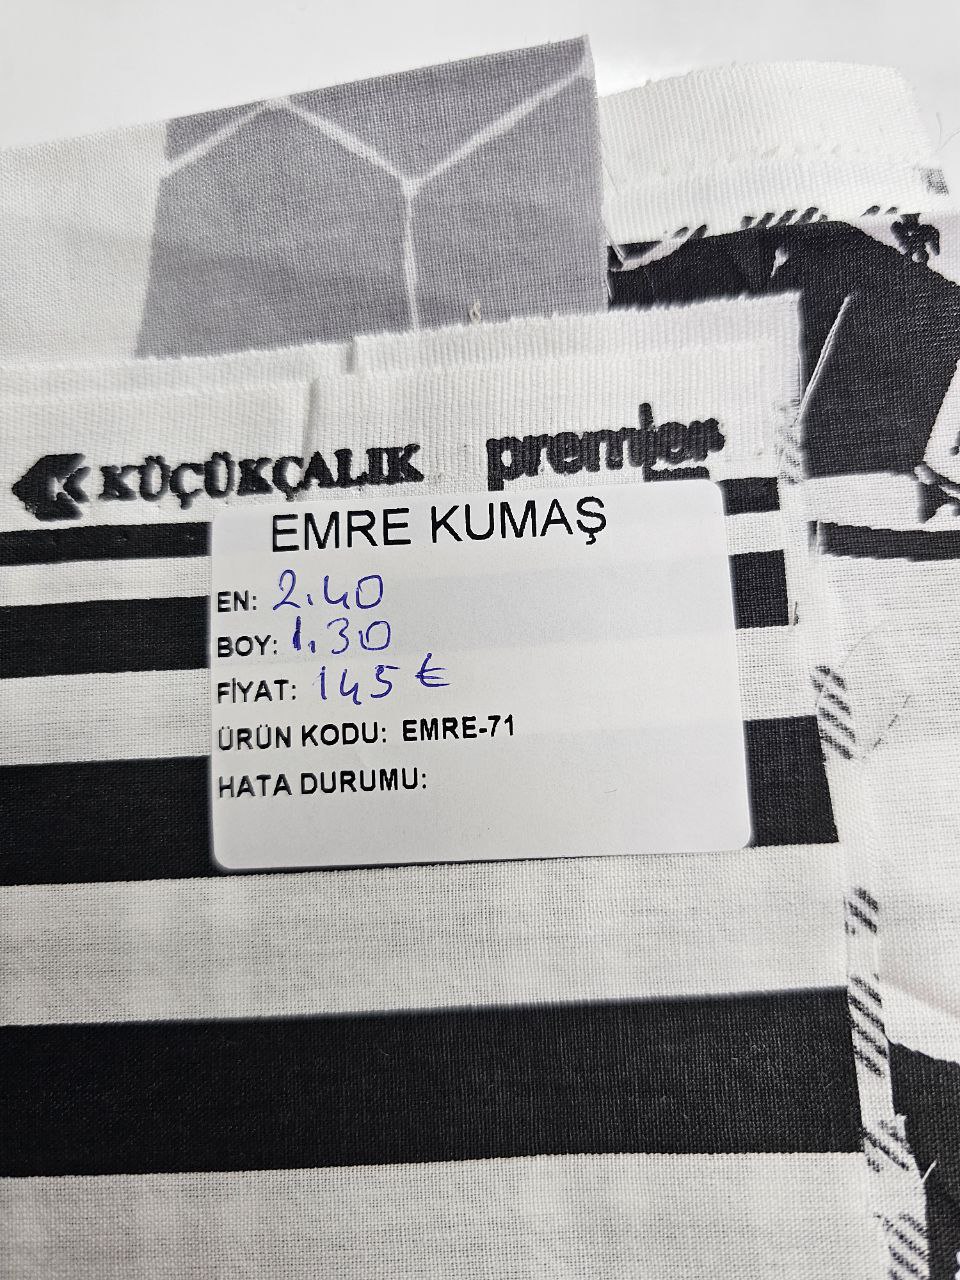 KÜÇÜKÇALIK premier
EMRE KUMAŞ
EN: 2.40
BOY: 1.30
FİYAT: 145 €
ÜRÜN KODU: EMRE-71
HATA DURUMU: